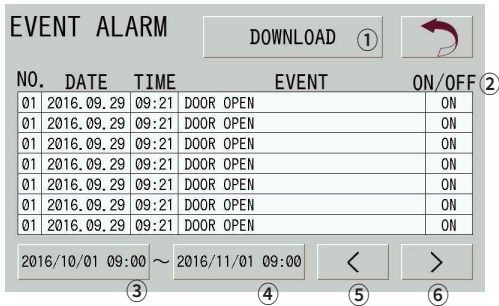 EVENT ALARM DOWNLOAD ①
NO. DATE TIME EVENT ON/OFF ②
01 2016.09.29 09:21 DOOR OPEN ON
01 2016.09.29 09:21 DOOR OPEN ON
01 2016.09.29 09:21 DOOR OPEN ON
01 2016.09.29 09:21 DOOR OPEN ON
01 2016.09.29 09:21 DOOR OPEN ON
01 2016.09.29 09:21 DOOR OPEN ON
01 2016.09.29 09:21 DOOR OPEN ON
2016/10/01 09:00 ～ 2016/11/01 09:00 < >
③ ④ ⑤ ⑥